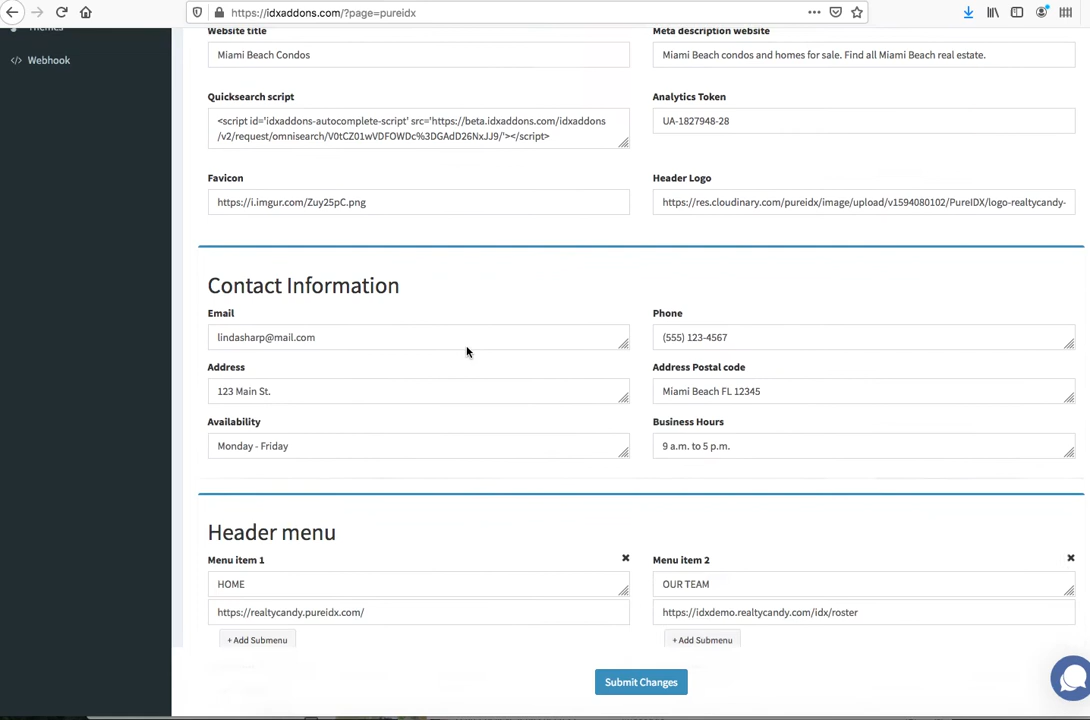 https://idxaddons.com/?page=pureidx
Themes
Webhook
Website title
Meta description website
Miami Beach Condos
Miami Beach condos and homes for sale. Find all Miami Beach real estate.
Quicksearch script
Analytics Token
<script id='idxaddons-autocomplete-script' src='https://beta.idxaddons.com/idxaddons
/v2/request/omnisearch/V0tCZ01wVDFOWDc%3DGAdD26NxJJ9/'></script>
UA-1827948-28
Favicon
Header Logo
https://i.imgur.com/Zuy25pC.png
https://res.cloudinary.com/pureidx/image/upload/v1594080102/PureIDX/logo-realtycandy-
Contact Information
Email
Phone
lindasharp@mail.com
(555) 123-4567
Address
Address Postal code
123 Main St.
Miami Beach FL 12345
Availability
Business Hours
Monday - Friday
9 a.m. to 5 p.m.
Header menu
Menu item 1
Menu item 2
HOME
OUR TEAM
https://realtycandy.pureidx.com/
https://idxdemo.realtycandy.com/idx/roster
+ Add Submenu
+ Add Submenu
Submit Changes